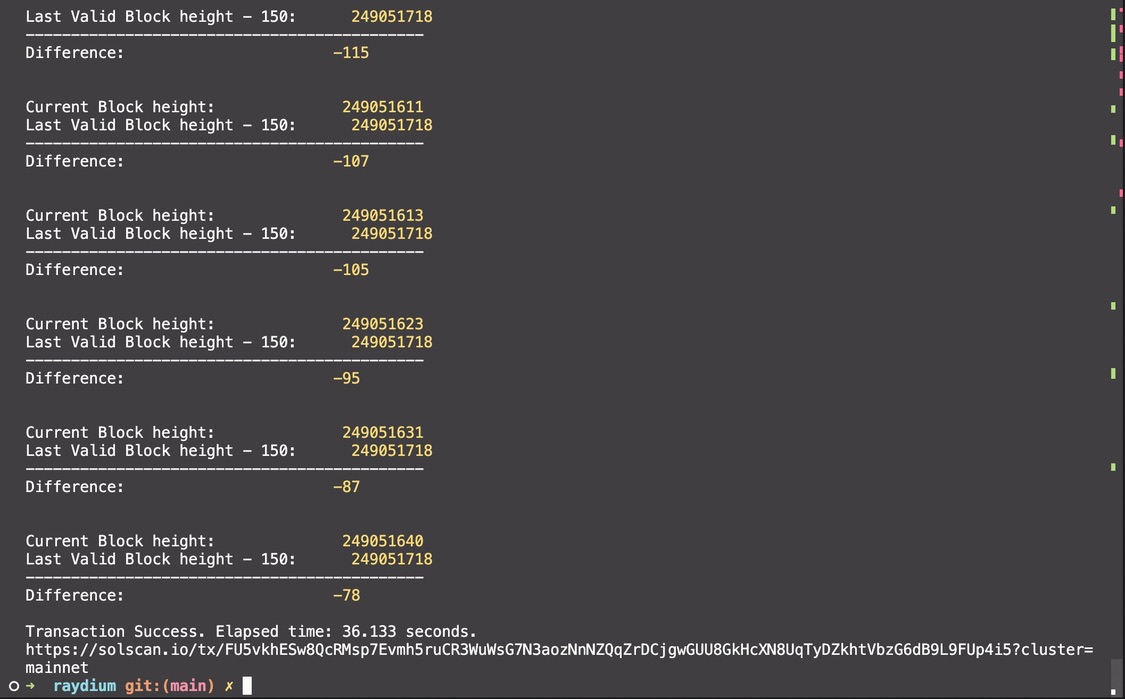 Last Valid Block height - 150: 249051718
---------------------------------------------
Difference: -115
Current Block height: 249051611
Last Valid Block height - 150: 249051718
---------------------------------------------
Difference: -107
Current Block height: 249051613
Last Valid Block height - 150: 249051718
---------------------------------------------
Difference: -105
Current Block height: 249051623
Last Valid Block height - 150: 249051718
---------------------------------------------
Difference: -95
Current Block height: 249051631
Last Valid Block height - 150: 249051718
---------------------------------------------
Difference: -87
Current Block height: 249051640
Last Valid Block height - 150: 249051718
---------------------------------------------
Difference: -78
Transaction Success. Elapsed time: 36.133 seconds.
https://solscan.io/tx/FU5vkhESw8QcRMsp7Evmh5ruCR3WuWsG7N3aozNnNZQqZrDCjgwGUU8GkHcXN8UqTyDZkhtVbzG6dB9L9FUp4i5?cluster=
mainnet
➜ raydium git:(main) ✗